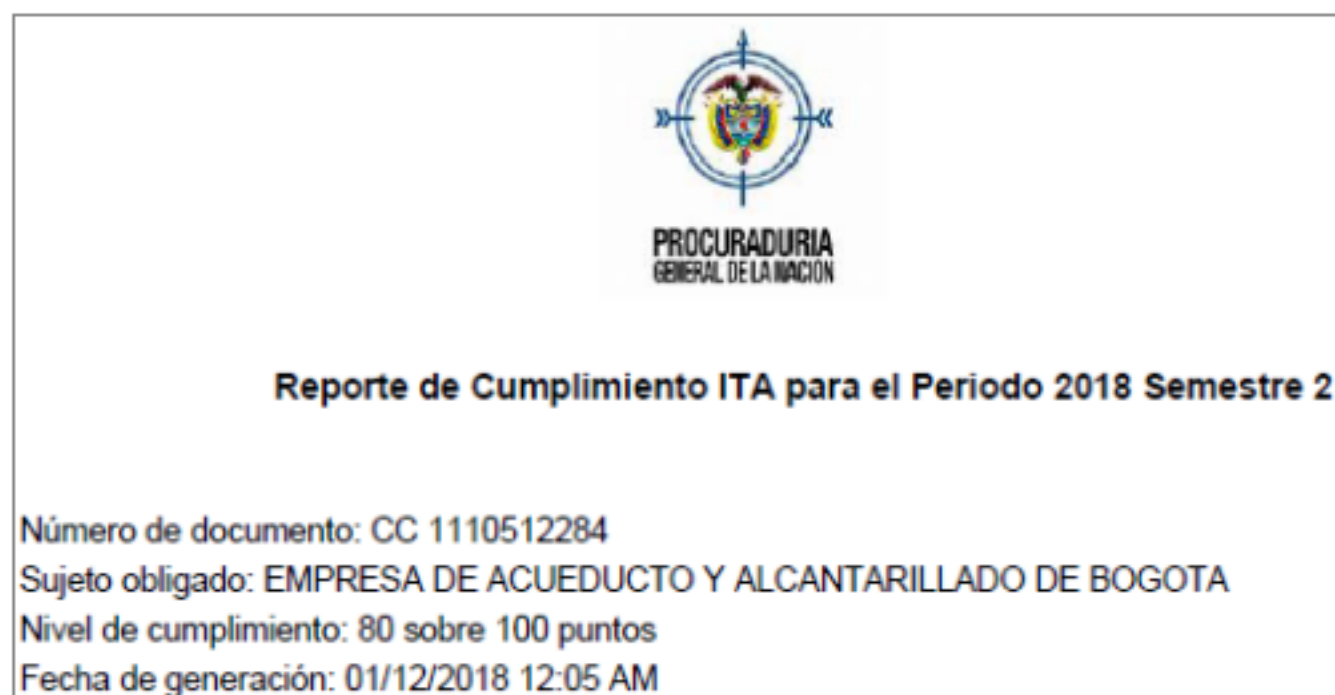 PROCURADURIA
GENERAL DE LA NACIÓN
Reporte de Cumplimiento ITA para el Periodo 2018 Semestre 2
Número de documento: CC 1110512284
Sujeto obligado: EMPRESA DE ACUEDUCTO Y ALCANTARILLADO DE BOGOTA
Nivel de cumplimiento: 80 sobre 100 puntos
Fecha de generación: 01/12/2018 12:05 AM